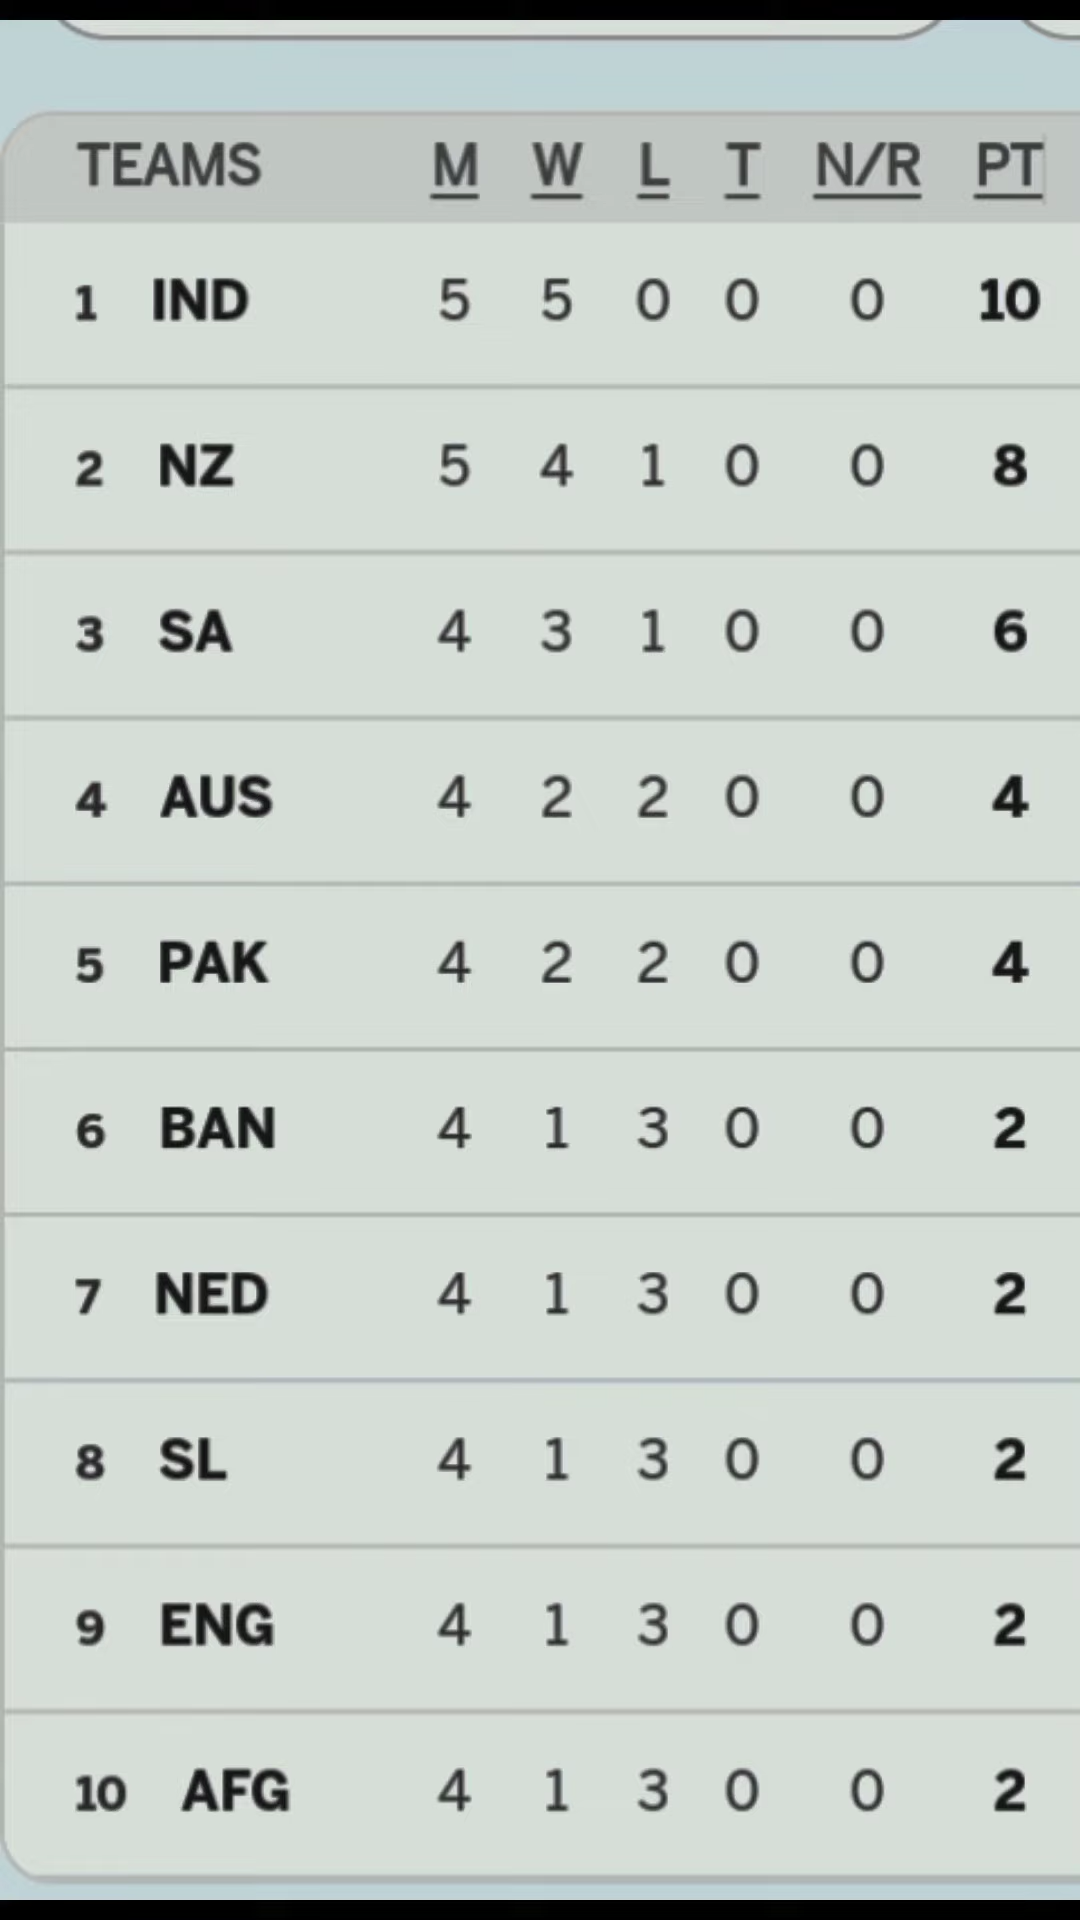 TEAMS M W L T N/R PT
1 IND 5 5 0 0 0 10
2 NZ 5 4 1 0 0 8
3 SA 4 3 1 0 0 6
4 AUS 4 2 2 0 0 4
5 PAK 4 2 2 0 0 4
6 BAN 4 1 3 0 0 2
7 NED 4 1 3 0 0 2
8 SL 4 1 3 0 0 2
9 ENG 4 1 3 0 0 2
10 AFG 4 1 3 0 0 2